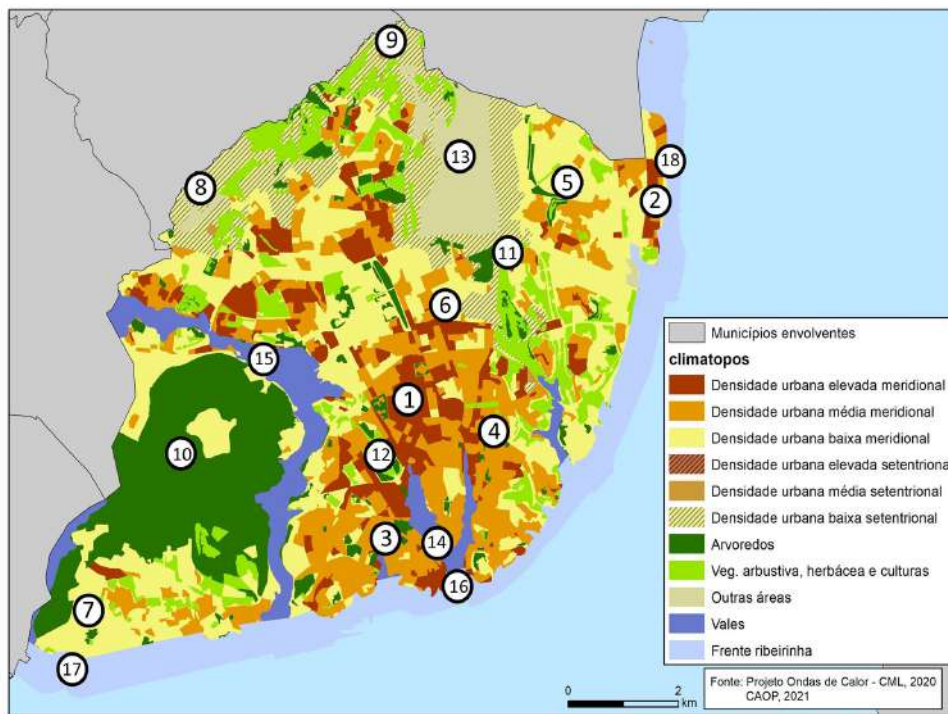 9
13
18
5
8
2
11
6
15
1
4
10
12
3
14
16
7
17
Municípios envolventes
climatopos
Densidade urbana elevada meridional
Densidade urbana média meridional
Densidade urbana baixa meridional
Densidade urbana elevada setentriona
Densidade urbana média setentrional
Densidade urbana baixa setentrional
Arvoredos
Veg. arbustiva, herbácea e culturas
Outras áreas
Vales
Frente ribeirinha
0 2
km
Fonte: Projeto Ondas de Calor - CML, 2020
CAOP, 2021